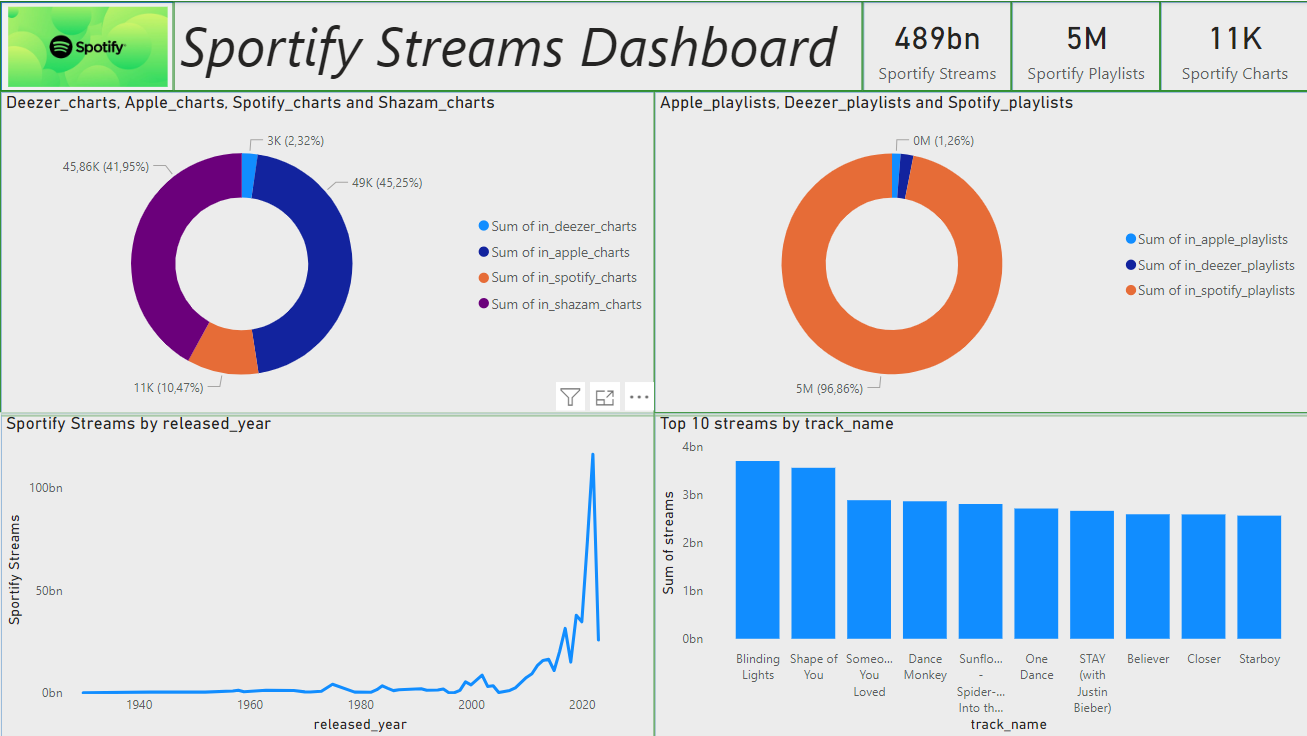 Spotify
Sportify Streams Dashboard
489bn
Sportify Streams
5M
Sportify Playlists
11K
Sportify Charts
Deezer_charts, Apple_charts, Spotify_charts and Shazam_charts
3K (2,32%)
45,86K (41,95%)
49K (45,25%)
11K (10,47%)
Sum of in_deezer_charts
Sum of in_apple_charts
Sum of in_spotify_charts
Sum of in_shazam_charts
Apple_playlists, Deezer_playlists and Spotify_playlists
0M (1,26%)
5M (96,86%)
Sum of in_apple_playlists
Sum of in_deezer_playlists
Sum of in_spotify_playlists
Sportify Streams by released_year
Sportify Streams
100bn
50bn
0bn
1940
1960
1980
2000
2020
released_year
Top 10 streams by track_name
Sum of streams
4bn
3bn
2bn
1bn
0bn
Blinding
Lights
Shape of
You
Someo...
You
Loved
Dance
Monkey
Sunflo...
-
Spider-...
Into th...
One
Dance
STAY
(with
Justin
Bieber)
Believer
Closer
Starboy
track_name